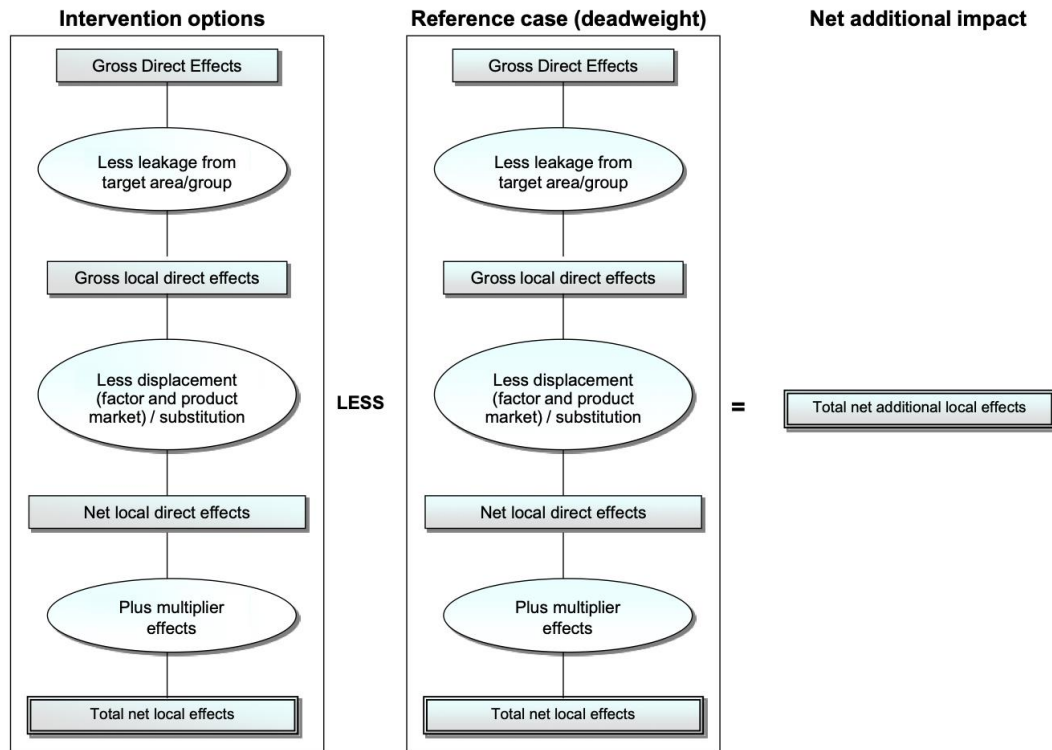 Intervention options
Gross Direct Effects
Less leakage from
target area/group
Gross local direct effects
Less displacement
(factor and product
market) / substitution
Net local direct effects
Plus multiplier
effects
Total net local effects
LESS
Reference case (deadweight)
Gross Direct Effects
Less leakage from
target area/group
Gross local direct effects
Less displacement
(factor and product
market) / substitution
Net local direct effects
Plus multiplier
effects
Total net local effects
=
Net additional impact
Total net additional local effects